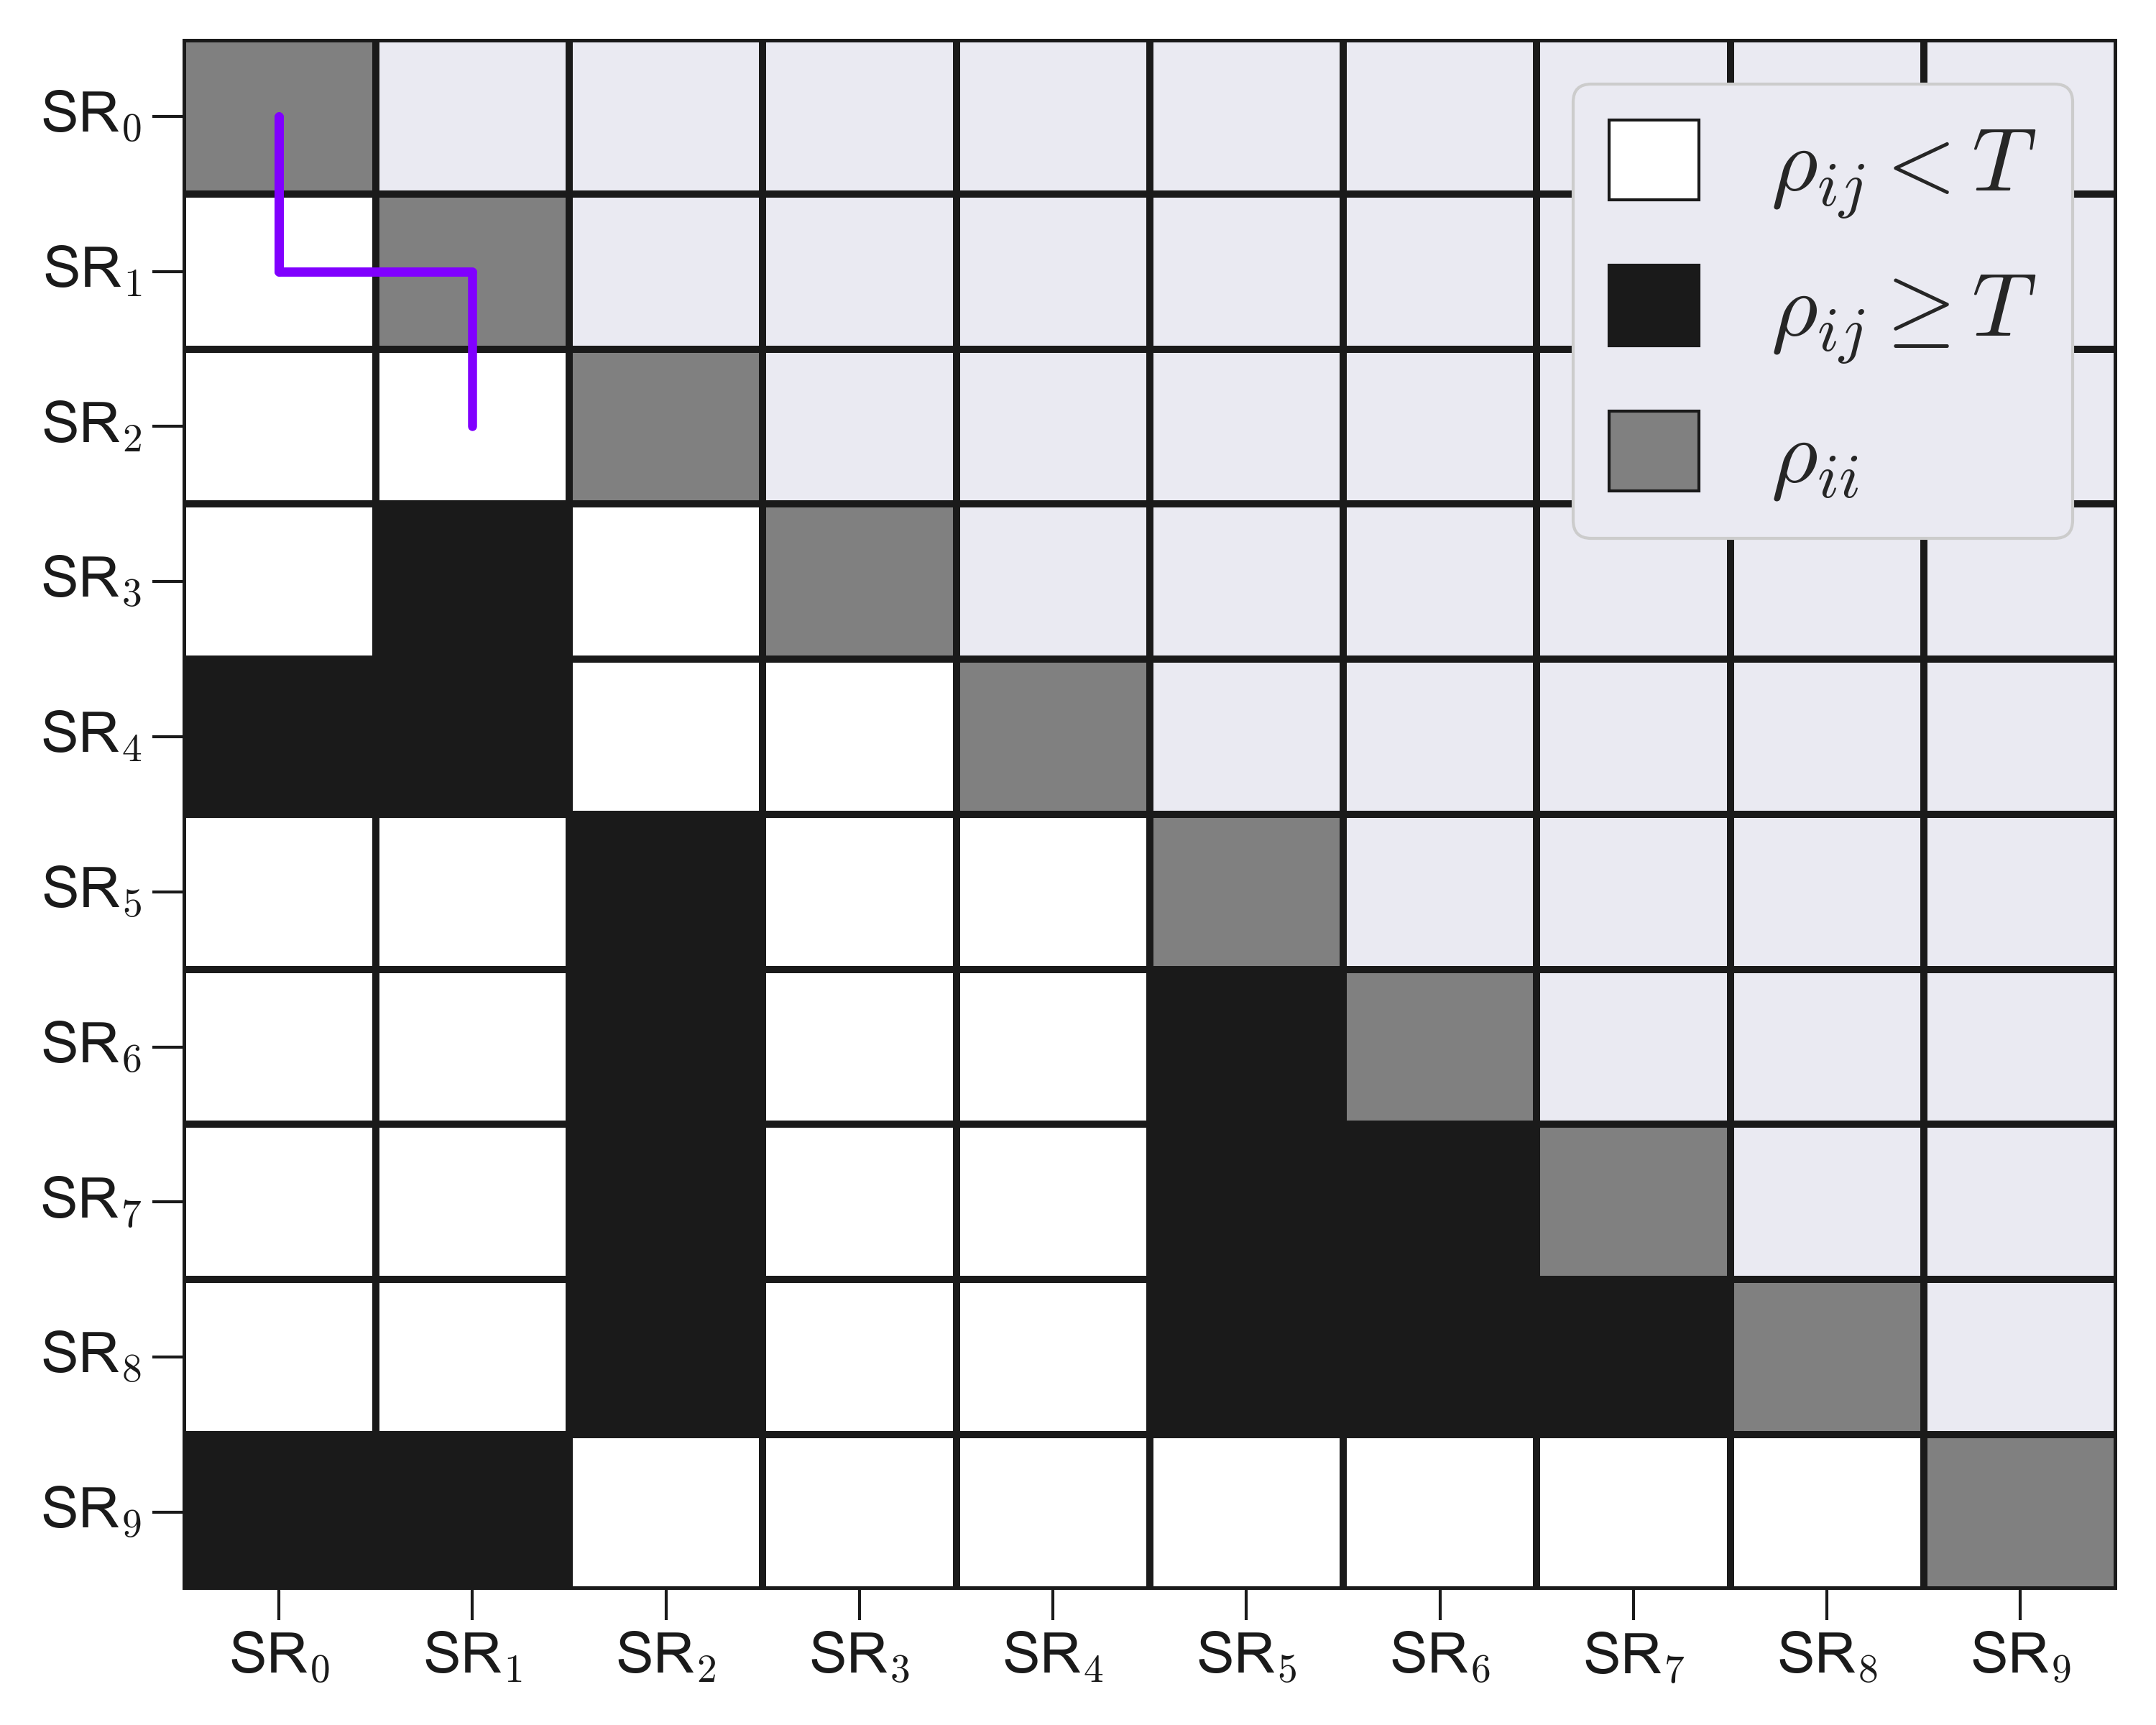 SR₀
SR₁
SR₂
SR₃
SR₄
SR₅
SR₆
SR₇
SR₈
SR₉
ρᵢⱼ < T
ρᵢⱼ ≥ T
ρᵢᵢ
SR₀ SR₁ SR₂ SR₃ SR₄ SR₅ SR₆ SR₇ SR₈ SR₉